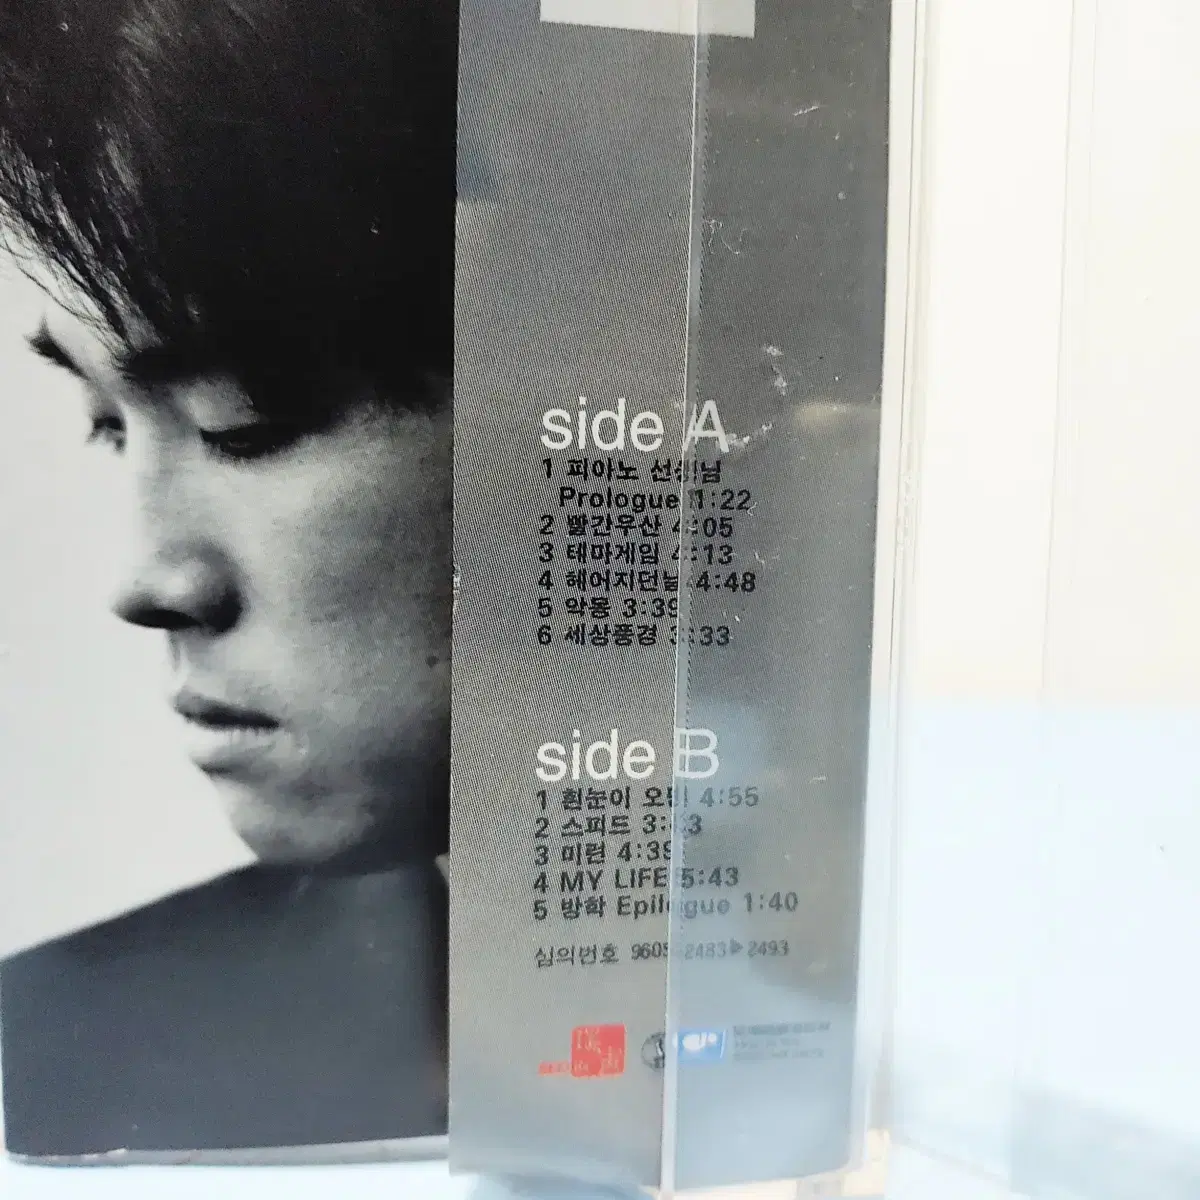 side A
1 피아노 선생님
Prologue 1:22
2 빨간우산 4:05
3 테마게임 4:13
4 헤어지던날 4:48
5 악몽 3:39
6 세상풍경 3:33
side B
1 흰눈이 오면 4:55
2 스피드 3:43
3 미련 4:39
4 MY LIFE 5:43
5 방학 Epilogue 1:40
심의번호 9605-2483▶2493